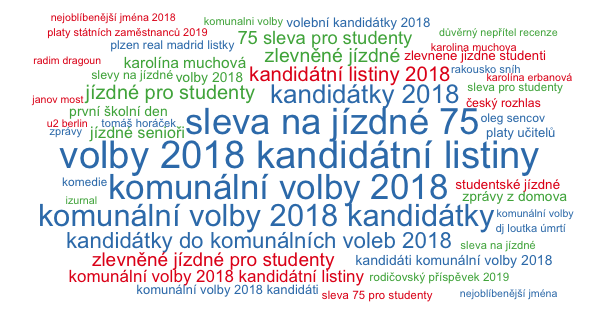 nejoblíbenější jména 2018
komunalni volby
volební kandidátky 2018
platy státních zaměstnanců 2019
75 sleva pro studenty
důvěrný nepřítel recenze
plzen real madrid listky
zlevněné jízdné
karolina muchova
zlevněné jízdné studenti
radim dragoun
karolína muchová
kandidátní listiny 2018
rakousko sníh
slevy na jízdné
volby 2018
karolína erbanová
jízdné pro studenty
kandidátky 2018
sleva pro studenty
janov most
český rozhlas
první školní den
sleva na jízdné 75
oleg sencov
u2 berlin
tomáš horáček
zprávy
jízdné senioři
platy učitelů
volby 2018 kandidátní listiny
komedie
komunální volby 2018
studentské jízdné
izurnal
zprávy z domova
komunální volby 2018 kandidátky
komunální volby
dj loutka úmrtí
kandidátky do komunálních voleb 2018
sleva na jízdné
zlevněné jízdné pro studenty
kandidáti komunální volby 2018
komunální volby 2018 kandidátní listiny
rodičovský příspěvek 2019
komunální volby 2018 kandidáti
sleva 75 pro studenty
nejoblíbenější jména